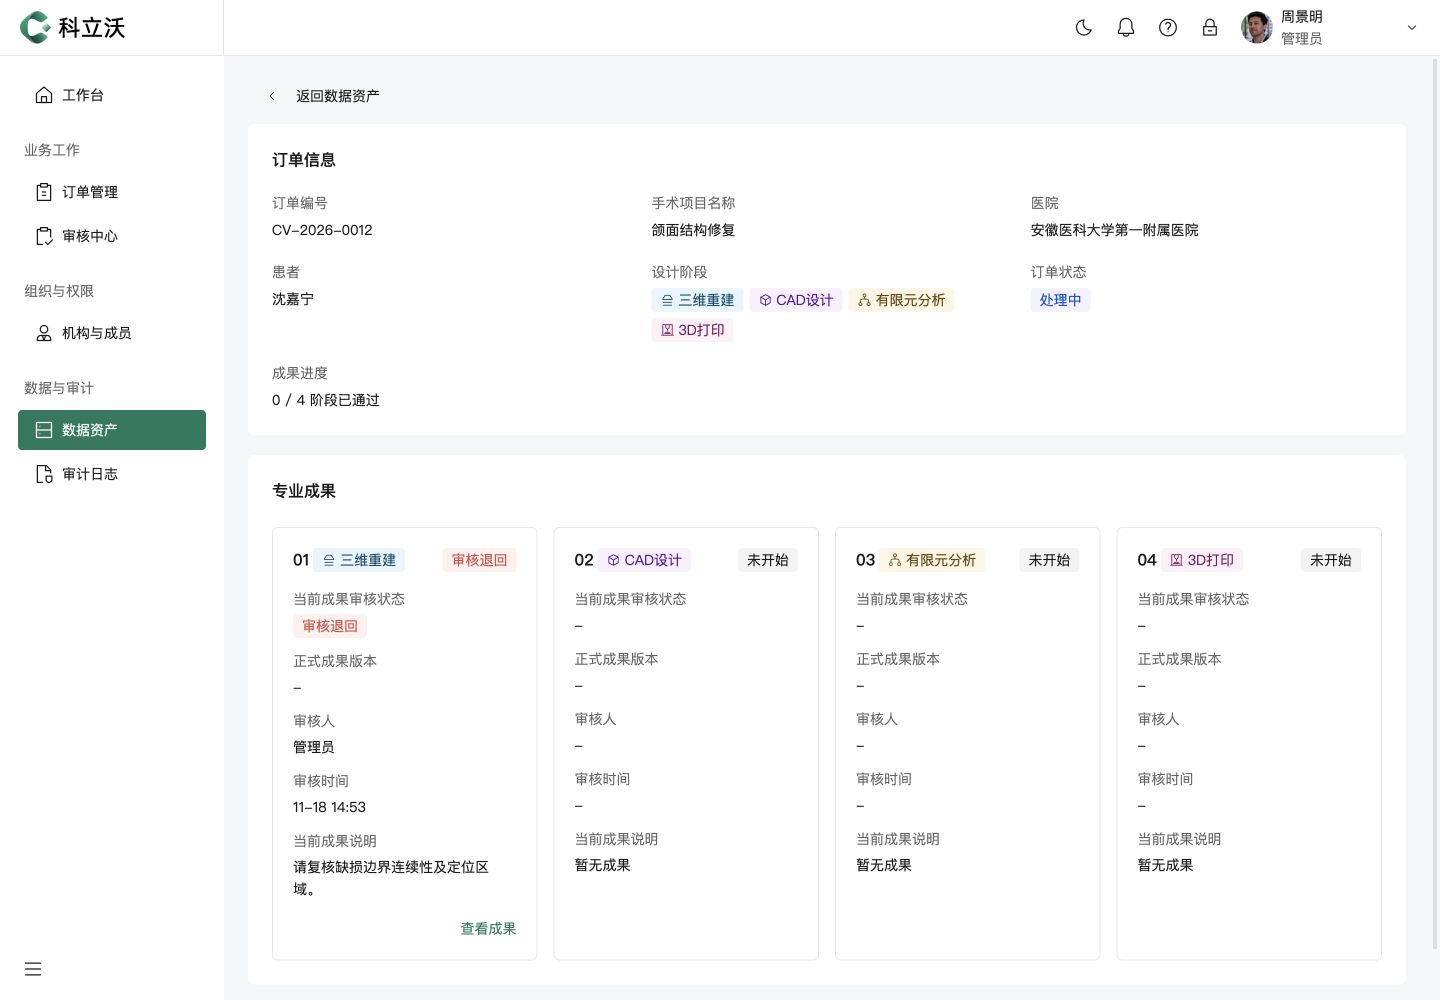 科立沃
周景明
管理员
工作台
业务工作
订单管理
审核中心
组织与权限
机构与成员
数据与审计
数据资产
审计日志
返回数据资产
订单信息
订单编号
CV-2026-0012
手术项目名称
颌面结构修复
医院
安徽医科大学第一附属医院
患者
沈嘉宁
设计阶段
三维重建 CAD设计 有限元分析
3D打印
订单状态
处理中
成果进度
0 / 4 阶段已通过
专业成果
01 三维重建 审核退回
当前成果审核状态
审核退回
正式成果版本
–
审核人
管理员
审核时间
11-18 14:53
当前成果说明
请复核缺损边界连续性及定位区
域。
查看成果
02 CAD设计 未开始
当前成果审核状态
–
正式成果版本
–
审核人
–
审核时间
–
当前成果说明
暂无成果
03 有限元分析 未开始
当前成果审核状态
–
正式成果版本
–
审核人
–
审核时间
–
当前成果说明
暂无成果
04 3D打印 未开始
当前成果审核状态
–
正式成果版本
–
审核人
–
审核时间
–
当前成果说明
暂无成果